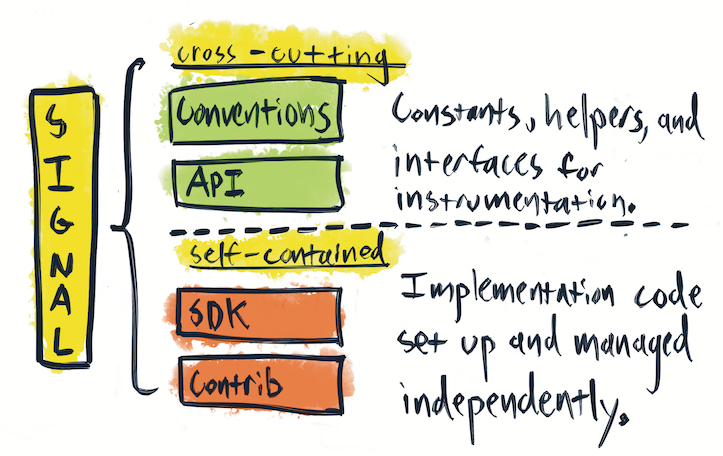 SIGNAL
cross-cutting
Conventions
API
Constants, helpers, and
interfaces for
instrumentation.
self-contained
SDK
Contrib
Implementation code
set up and managed
independently.